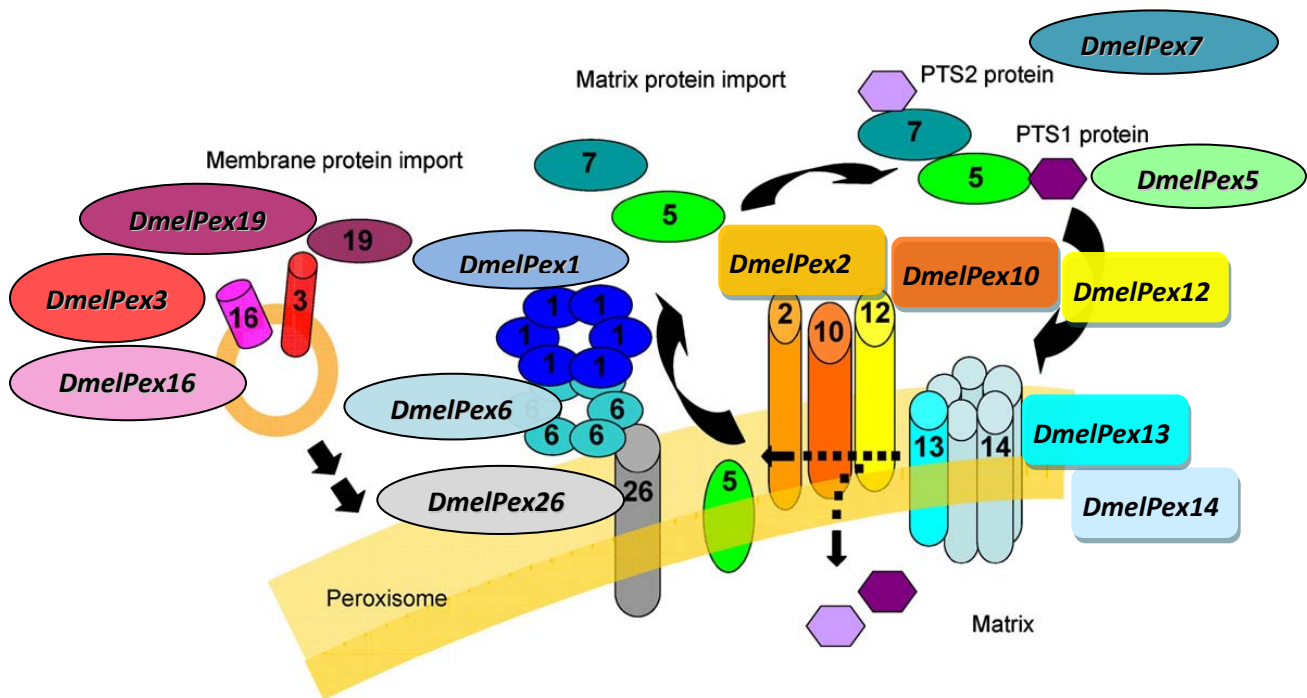 DmelPex7
Matrix protein import
PTS2 protein
7
PTS1 protein
Membrane protein import
7
5
DmelPex5
DmelPex19
19
5
DmelPex1
DmelPex2
DmelPex10
DmelPex12
DmelPex3
16
3
1
1
1
1
1
1
2
10
12
DmelPex16
DmelPex6
6
6
6
6
DmelPex13
13
14
DmelPex26
26
5
DmelPex14
Peroxisome
Matrix